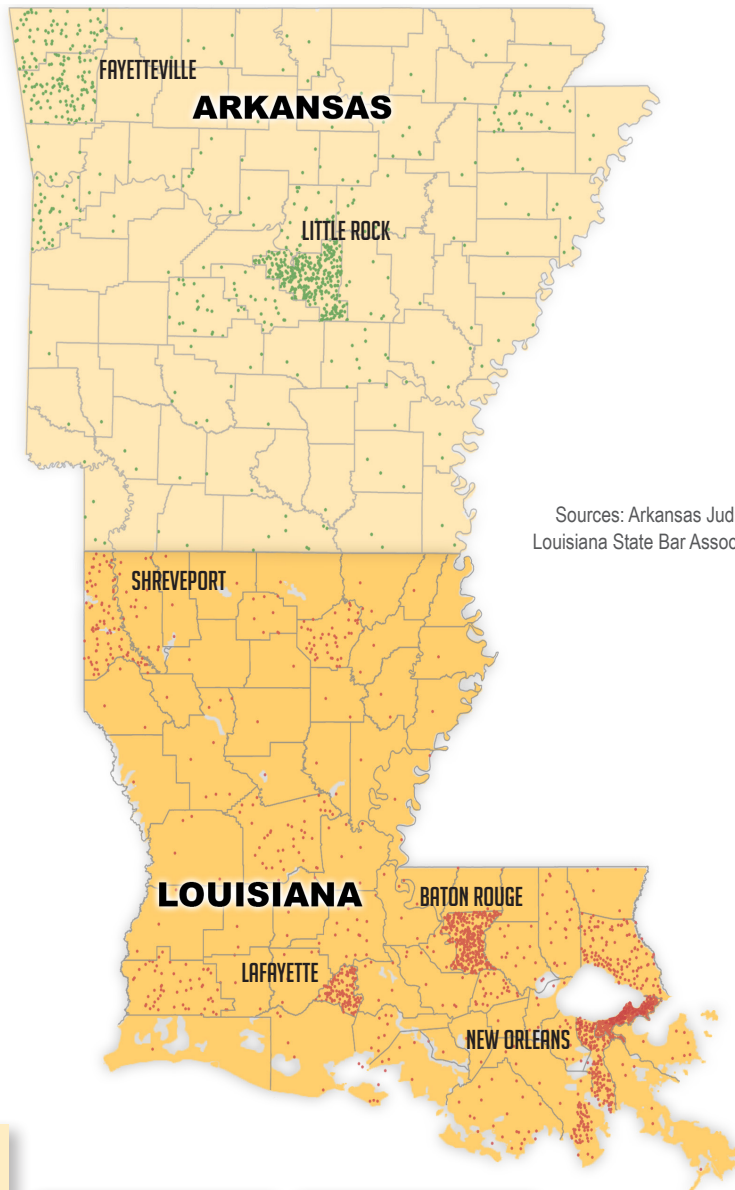 FAYETTEVILLE
ARKANSAS
LITTLE ROCK
Sources: Arkansas Jud
Louisiana State Bar Assoc
SHREVEPORT
LOUISIANA
BATON ROUGE
LAFAYETTE
NEW ORLEANS